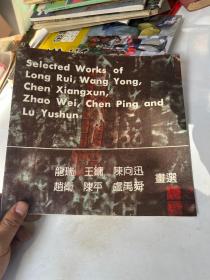 Selected Works of
Long Rui, Wang Yong,
Chen Xiangxun,
Zhao Wei, Chen Ping and
Lu Yushun
龍瑞 王鏞 陳向迅
趙衛 陳平 盧禹舜 畫選